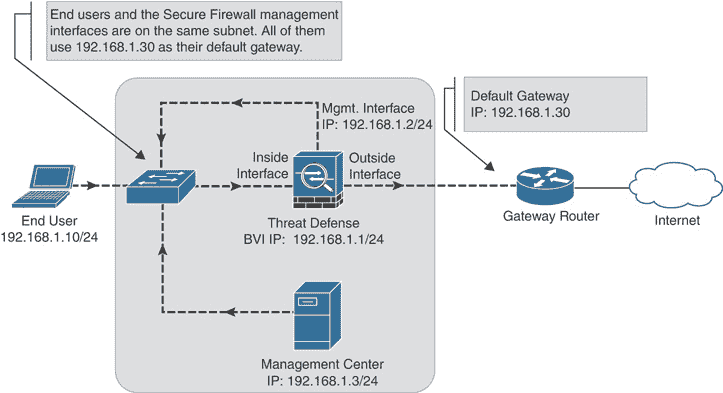 End users and the Secure Firewall management
interfaces are on the same subnet. All of them
use 192.168.1.30 as their default gateway.
Default Gateway
IP: 192.168.1.30
Mgmt. Interface
IP: 192.168.1.2/24
Inside
Interface
Outside
Interface
End User
192.168.1.10/24
Threat Defense
BVI IP:  192.168.1.1/24
Gateway Router
Internet
Management Center
IP: 192.168.1.3/24